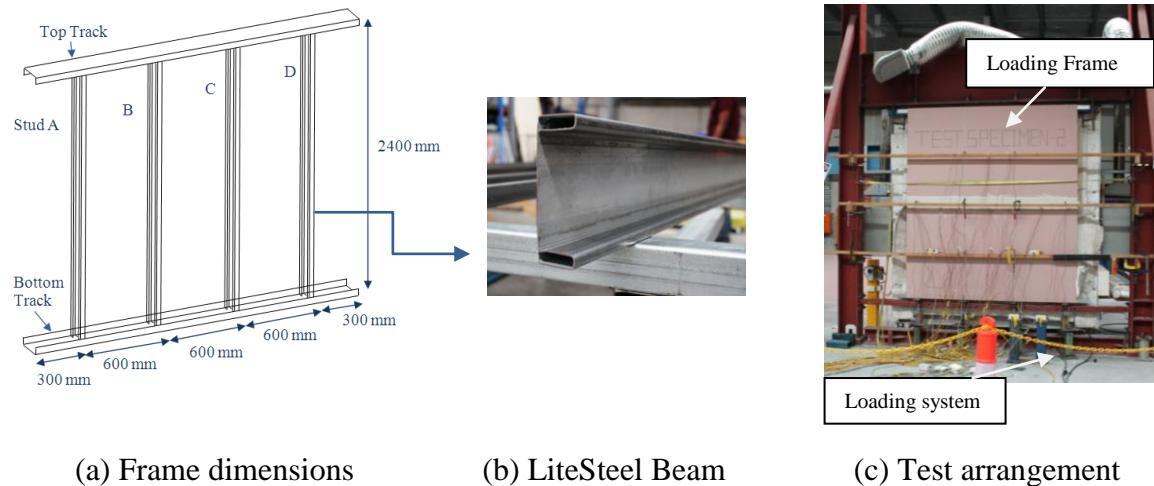 Top Track
Stud A
B
C
D
2400 mm
Bottom
Track
300 mm
600 mm
600 mm
600 mm
300 mm
Loading Frame
TEST SPECIMEN-2
Loading system
(a) Frame dimensions
(b) LiteSteel Beam
(c) Test arrangement